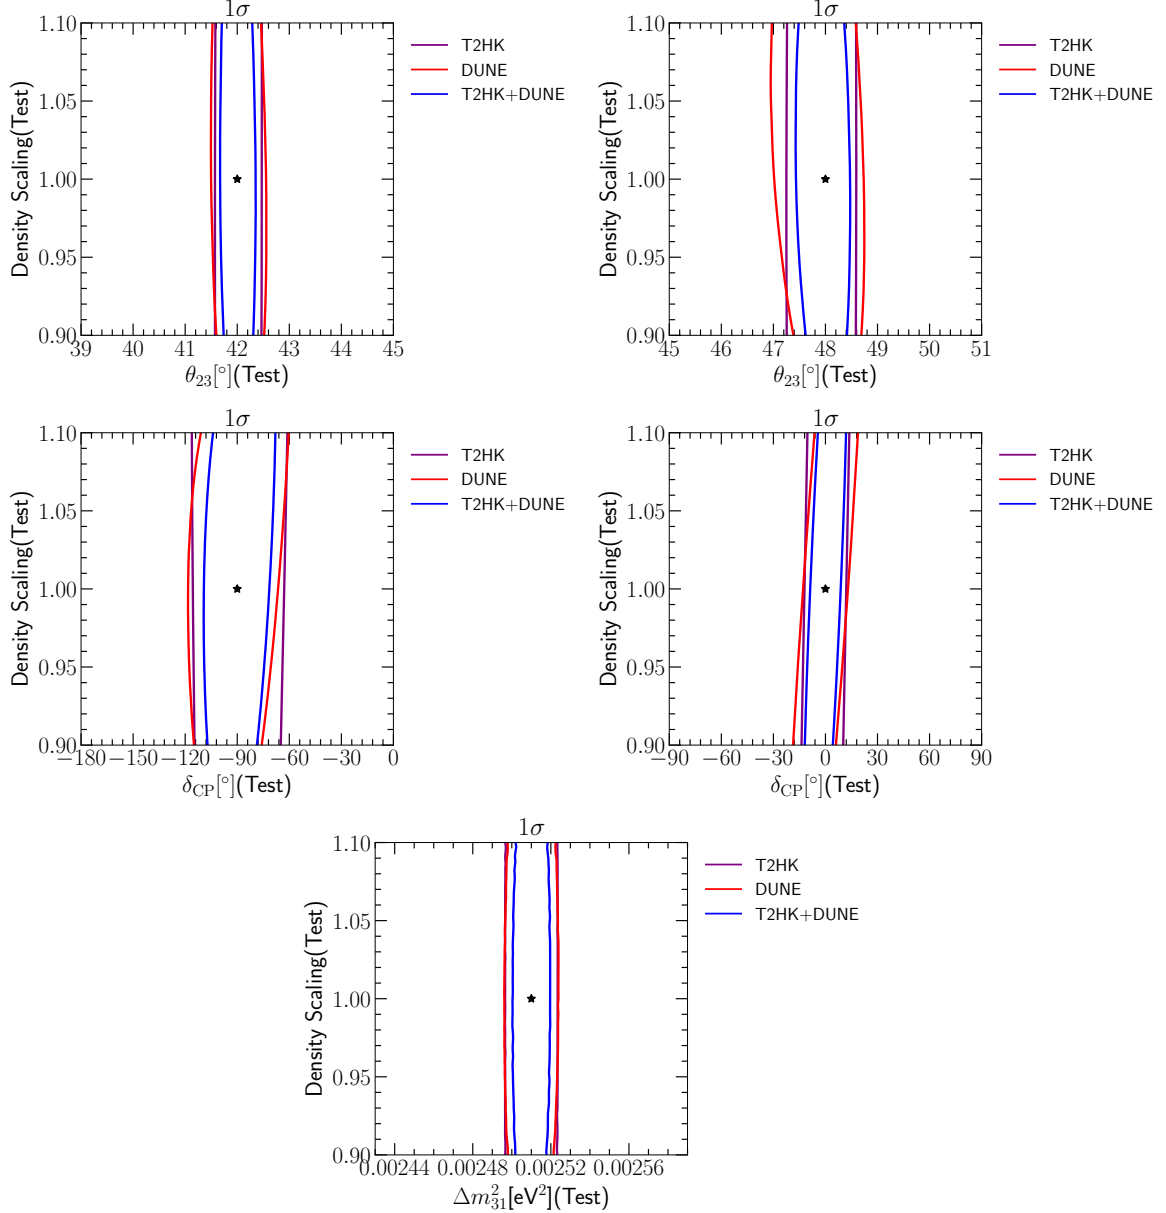 1σ
1.10
1.05
1.00
0.95
0.90
Density Scaling(Test)
39 40 41 42 43 44 45
θ₂₃[°](Test)
T2HK
DUNE
T2HK+DUNE
1σ
1.10
1.05
1.00
0.95
0.90
Density Scaling(Test)
45 46 47 48 49 50 51
θ₂₃[°](Test)
T2HK
DUNE
T2HK+DUNE
1σ
1.10
1.05
1.00
0.95
0.90
Density Scaling(Test)
−180 −150 −120 −90 −60 −30 0
δCP[°](Test)
T2HK
DUNE
T2HK+DUNE
1σ
1.10
1.05
1.00
0.95
0.90
Density Scaling(Test)
−90 −60 −30 0 30 60 90
δCP[°](Test)
T2HK
DUNE
T2HK+DUNE
1σ
1.10
1.05
1.00
0.95
0.90
Density Scaling(Test)
0.00244 0.00248 0.00252 0.00256
Δm²₃₁[eV²](Test)
T2HK
DUNE
T2HK+DUNE